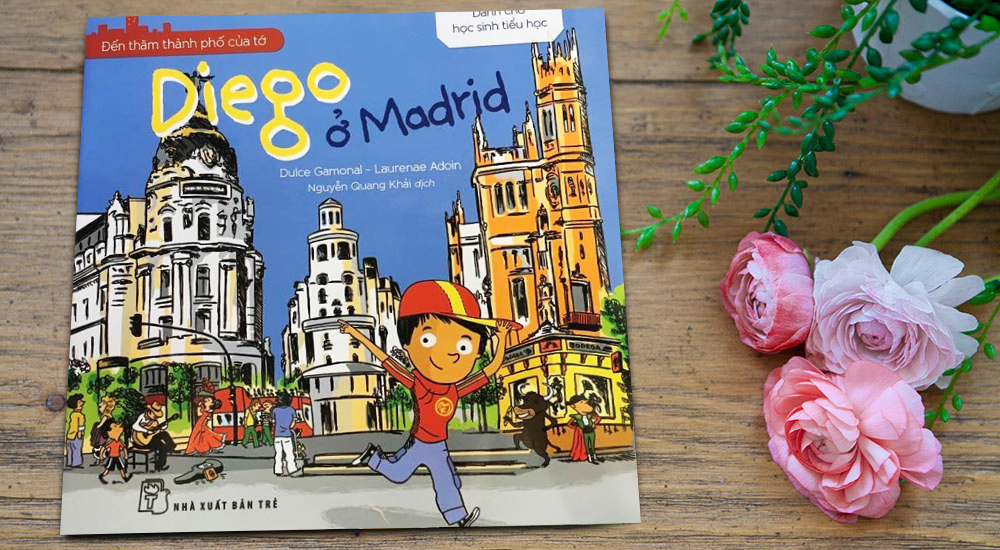 Dành cho
học sinh tiểu học
Đến thăm thành phố của tớ
Diego
ở Madrid
Dulce Gamonal - Laurenae Adoin
Nguyễn Quang Khải dịch
BODEGA
NHÀ XUẤT BẢN TRẺ